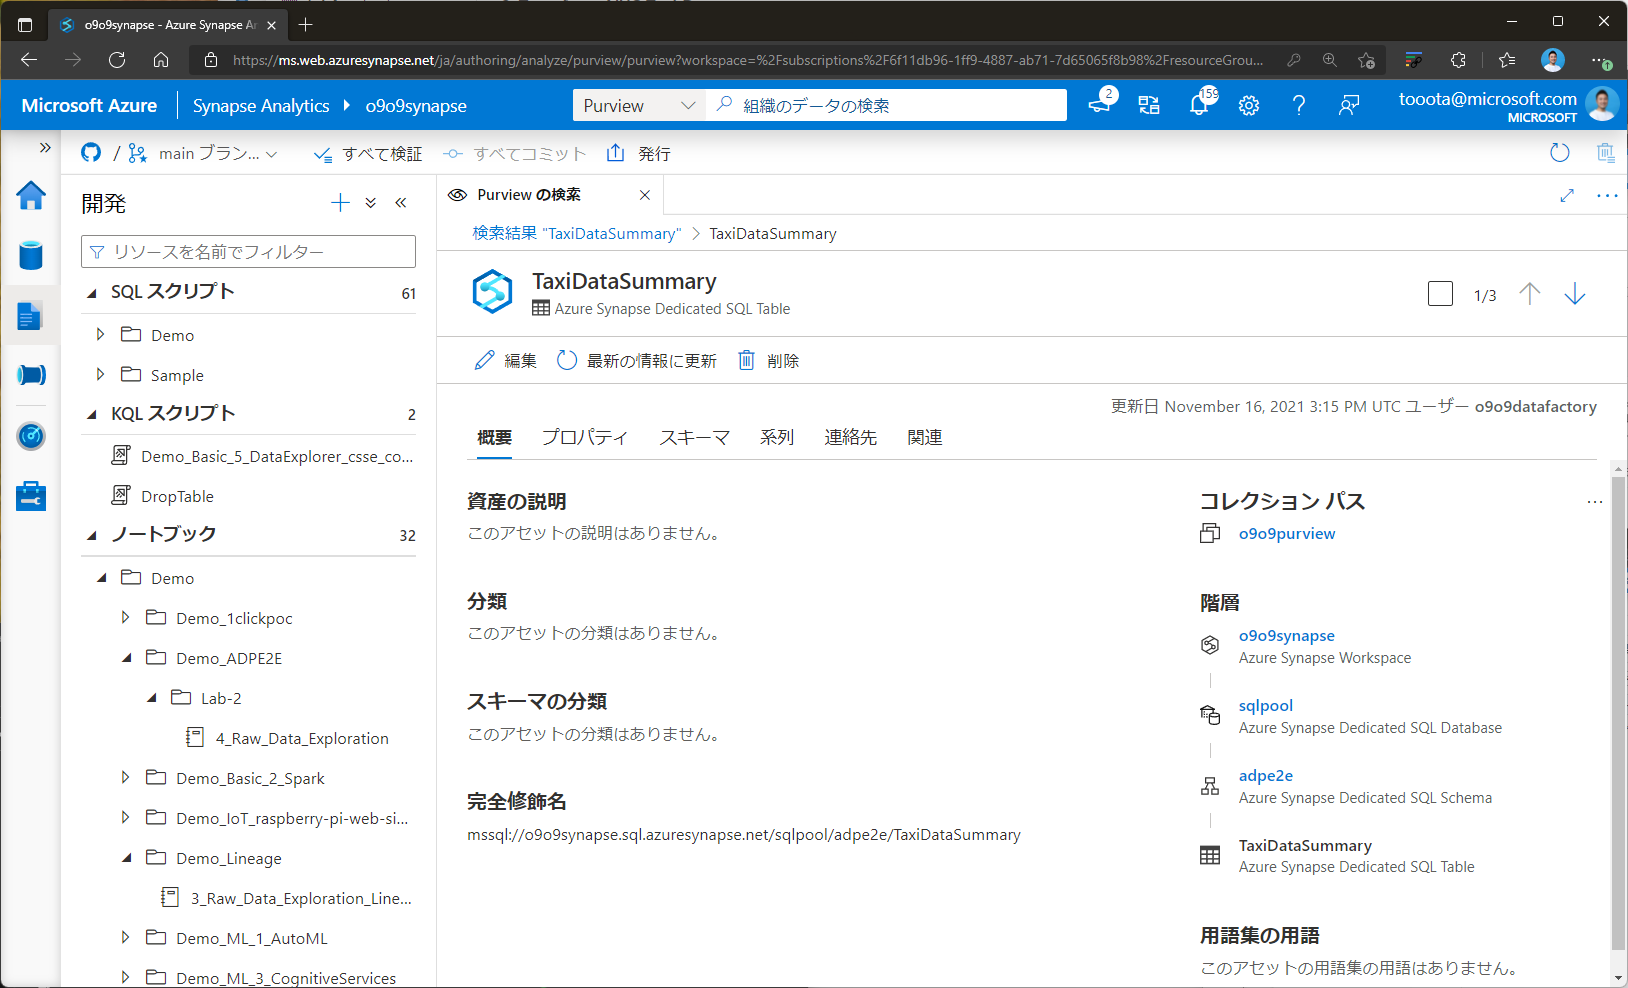 o9o9synapse - Azure Synapse An
https://ms.web.azuresynapse.net/ja/authoring/analyze/purview/purview?workspace=%2Fsubscriptions%2F6f11db96-1ff9-4887-ab71-7d65065f8b98%2FresourceGrou...
Microsoft Azure
Synapse Analytics
o9o9synapse
Purview
組織のデータの検索
2
159
tooota@microsoft.com
MICROSOFT
/
main ブラン...
すべて検証
すべてコミット
発行
開発
リソースを名前でフィルター
SQL スクリプト 61
Demo
Sample
KQL スクリプト 2
Demo_Basic_5_DataExplorer_csse_co...
DropTable
ノートブック 32
Demo
Demo_1clickpoc
Demo_ADPE2E
Lab-2
4_Raw_Data_Exploration
Demo_Basic_2_Spark
Demo_IoT_raspberry-pi-web-si...
Demo_Lineage
3_Raw_Data_Exploration_Line...
Demo_ML_1_AutoML
Demo_ML_3_CognitiveServices
Purview の検索
検索結果 "TaxiDataSummary" > TaxiDataSummary
TaxiDataSummary
Azure Synapse Dedicated SQL Table
1/3
編集
最新の情報に更新
削除
更新日 November 16, 2021 3:15 PM UTC ユーザー o9o9datafactory
概要
プロパティ
スキーマ
系列
連絡先
関連
資産の説明
このアセットの説明はありません。
分類
このアセットの分類はありません。
スキーマの分類
このアセットの分類はありません。
完全修飾名
mssql://o9o9synapse.sql.azuresynapse.net/sqlpool/adpe2e/TaxiDataSummary
コレクション パス
o9o9purview
階層
o9o9synapse
Azure Synapse Workspace
sqlpool
Azure Synapse Dedicated SQL Database
adpe2e
Azure Synapse Dedicated SQL Schema
TaxiDataSummary
Azure Synapse Dedicated SQL Table
用語集の用語
このアセットの用語集の用語はありません。